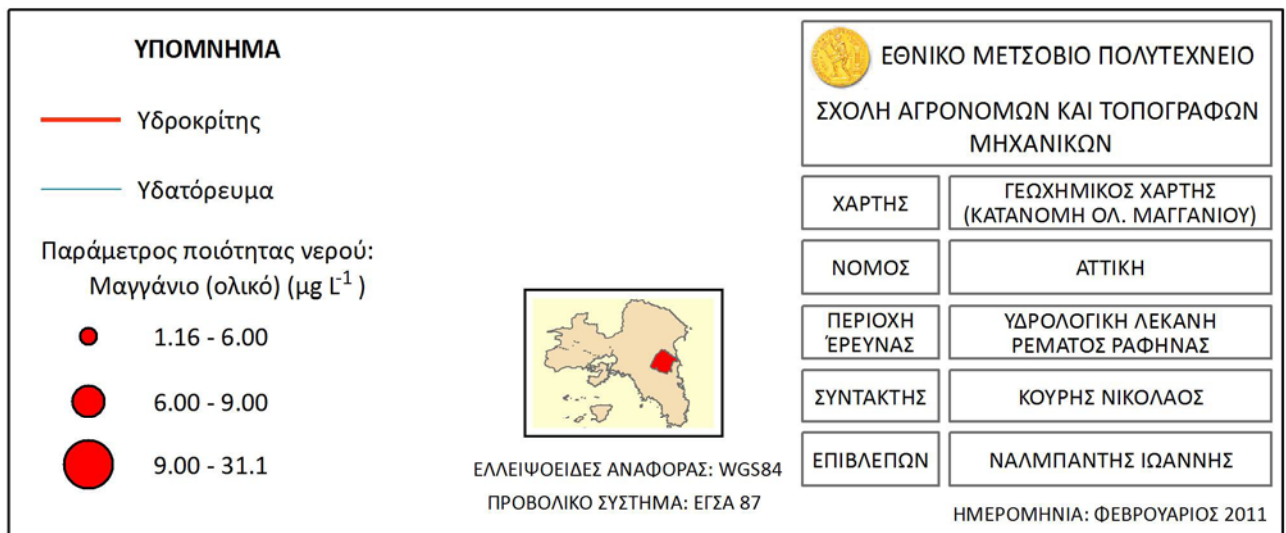 ΥΠΟΜΝΗΜΑ
Υδροκρίτης
Υδατόρευμα
Παράμετρος ποιότητας νερού:
Μαγγάνιο (ολικό) (μg L⁻¹ )
1.16 - 6.00
6.00 - 9.00
9.00 - 31.1
ΕΛΛΕΙΨΟΕΙΔΕΣ ΑΝΑΦΟΡΑΣ: WGS84
ΠΡΟΒΟΛΙΚΟ ΣΥΣΤΗΜΑ: ΕΓΣΑ 87
ΕΘΝΙΚΟ ΜΕΤΣΟΒΙΟ ΠΟΛΥΤΕΧΝΕΙΟ
ΣΧΟΛΗ ΑΓΡΟΝΟΜΩΝ ΚΑΙ ΤΟΠΟΓΡΑΦΩΝ
ΜΗΧΑΝΙΚΩΝ
ΧΑΡΤΗΣ
ΓΕΩΧΗΜΙΚΟΣ ΧΑΡΤΗΣ
(ΚΑΤΑΝΟΜΗ ΟΛ. ΜΑΓΓΑΝΙΟΥ)
ΝΟΜΟΣ
ΑΤΤΙΚΗ
ΠΕΡΙΟΧΗ
ΈΡΕΥΝΑΣ
ΥΔΡΟΛΟΓΙΚΗ ΛΕΚΑΝΗ
ΡΕΜΑΤΟΣ ΡΑΦΗΝΑΣ
ΣΥΝΤΑΚΤΗΣ
ΚΟΥΡΗΣ ΝΙΚΟΛΑΟΣ
ΕΠΙΒΛΕΠΩΝ
ΝΑΛΜΠΑΝΤΗΣ ΙΩΑΝΝΗΣ
ΗΜΕΡΟΜΗΝΙΑ: ΦΕΒΡΟΥΑΡΙΟΣ 2011